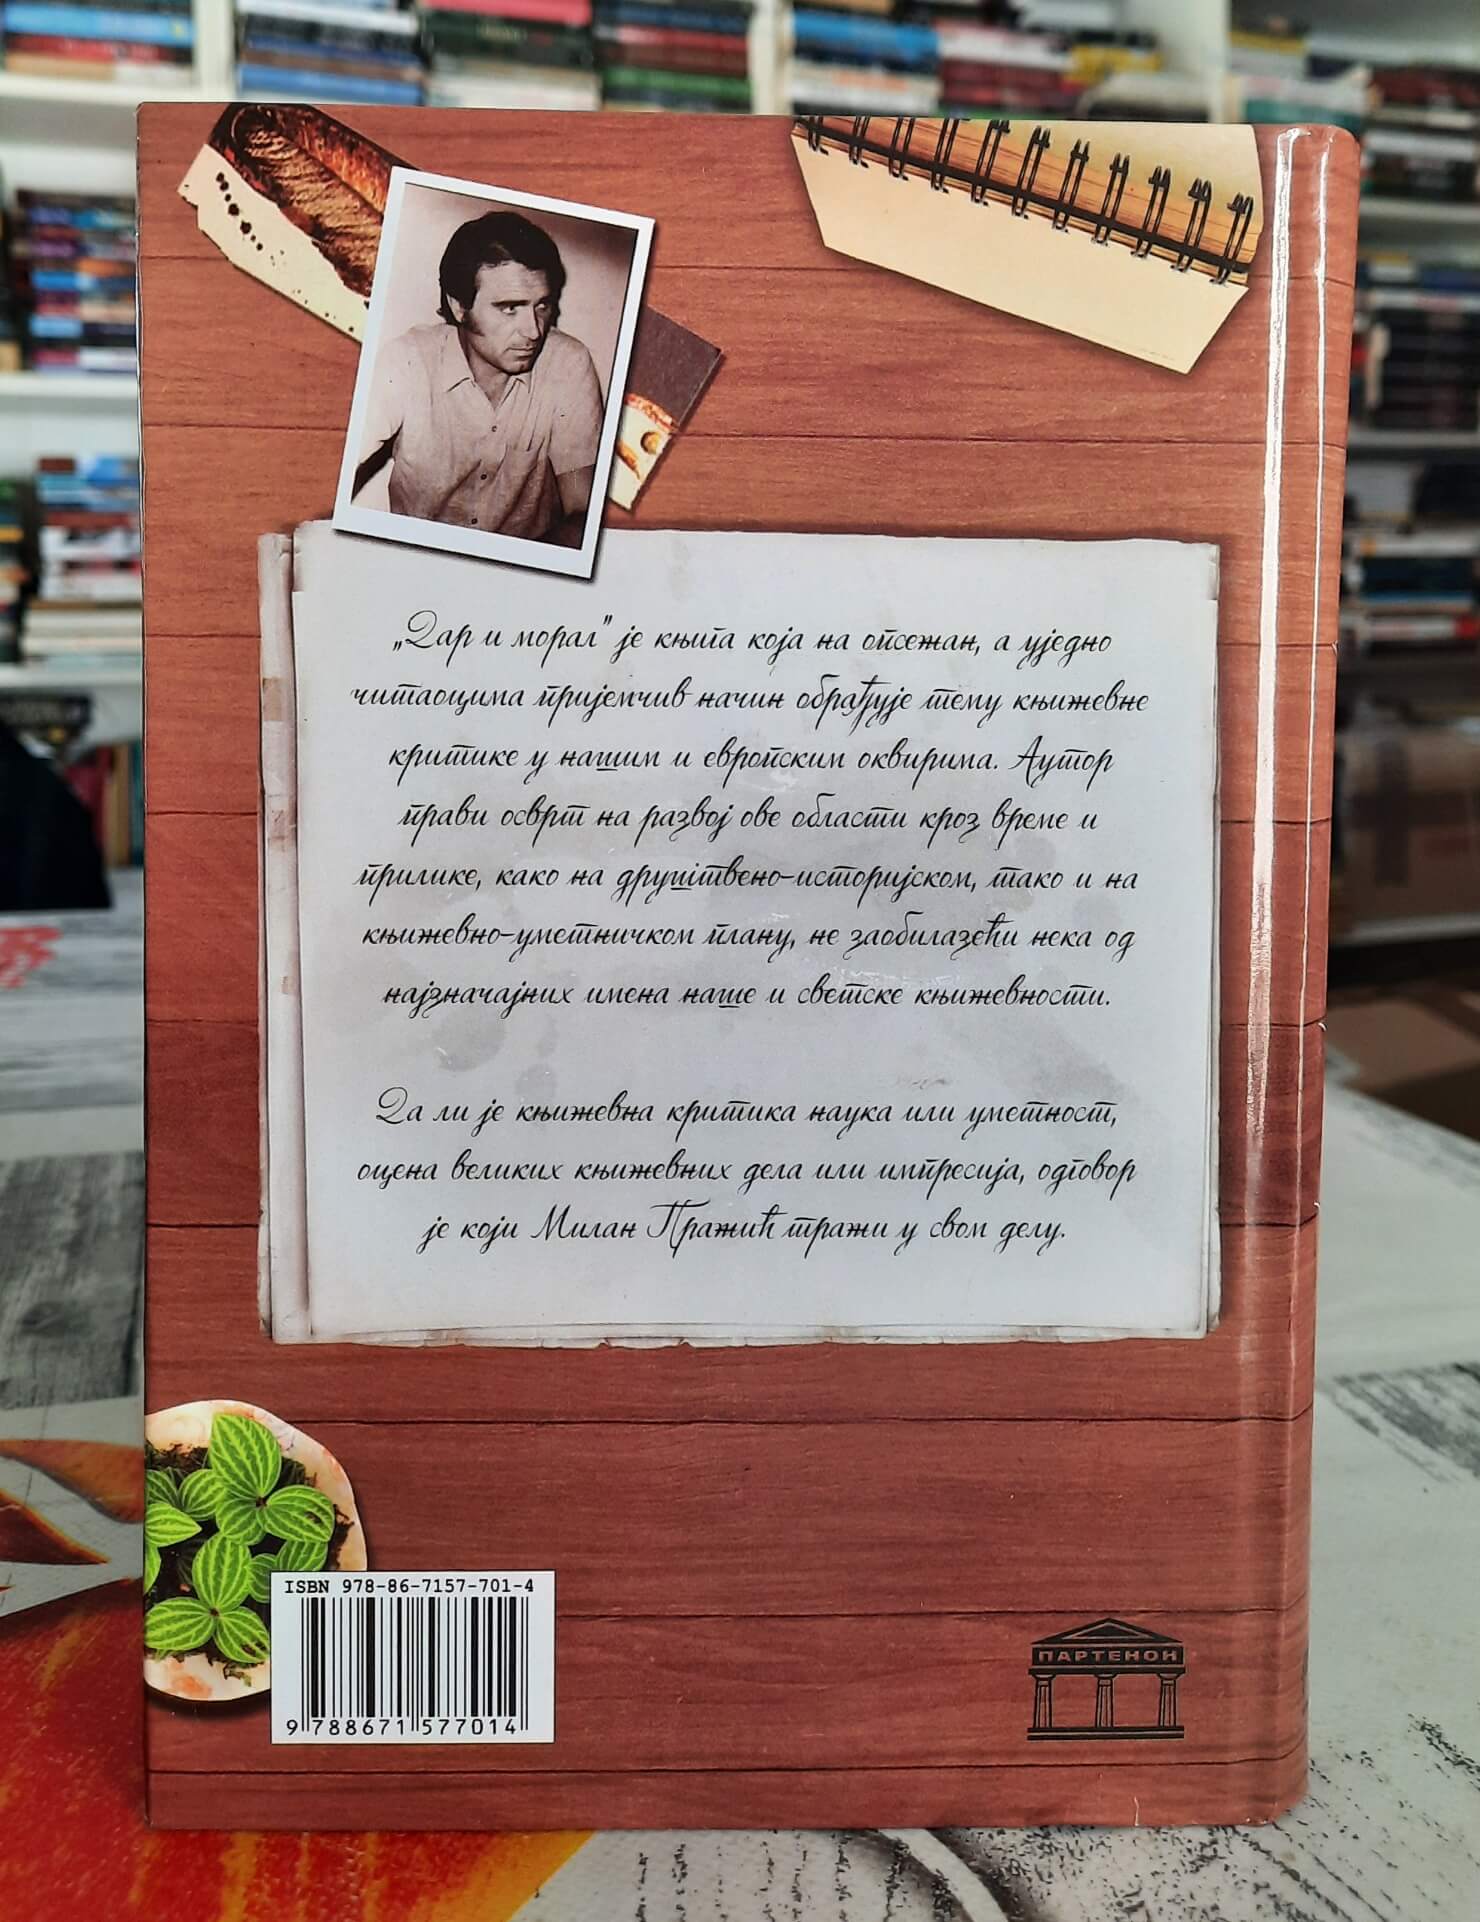 „Дар и морал” је књига која на опсежан, а уједно
читаоцима пријемчив начин обрађује тему књижевне
критике у нашим и европским оквирима. Аутор
прави осврт на развој ове области кроз време и
прилике, како на друштвено-историјском, тако и на
књижевно-уметничком плану, не заобилазећи нека од
најзначајних имена наше и светске књижевности.
Да ли је књижевна критика наука или уметност,
оцена великих књижевних дела или импресија, одговор
је који Милан Пражић тражи у свом делу.
ISBN 978-86-7157-701-4
9 788671 577014
ПАРТЕНОН